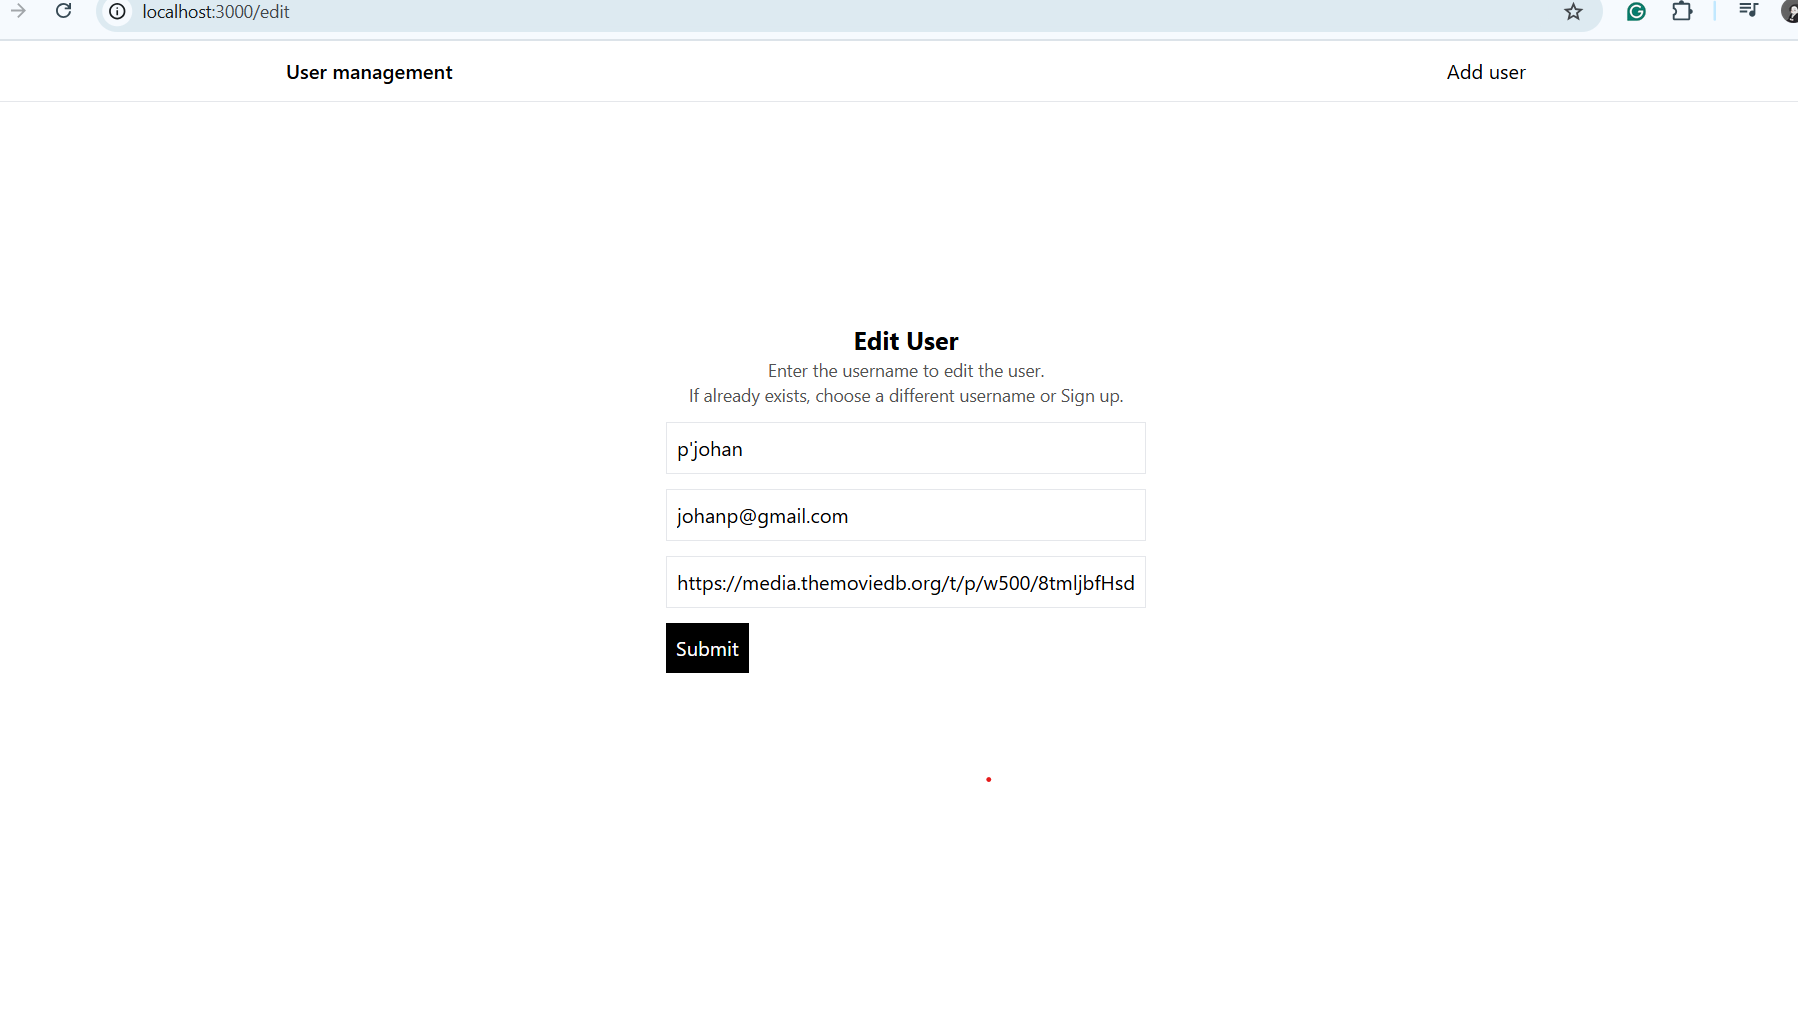 localhost:3000/edit
User management
Add user
Edit User
Enter the username to edit the user.
If already exists, choose a different username or Sign up.
p'johan
johanp@gmail.com
https://media.themoviedb.org/t/p/w500/8tmljbfHsd
Submit